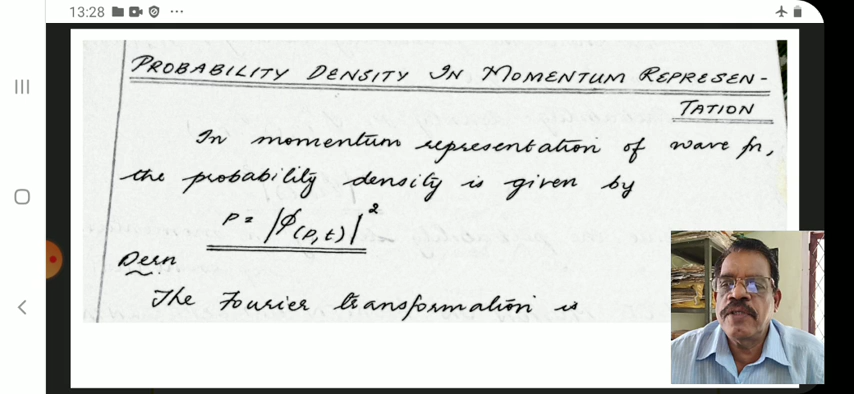 13:28
PROBABILITY DENSITY IN MOMENTUM REPRESEN-
TATION
In momentum representation of wave fn,
the probability density is given by
P = |ϕ(p,t)|²
Dern
The Fourier transformation is